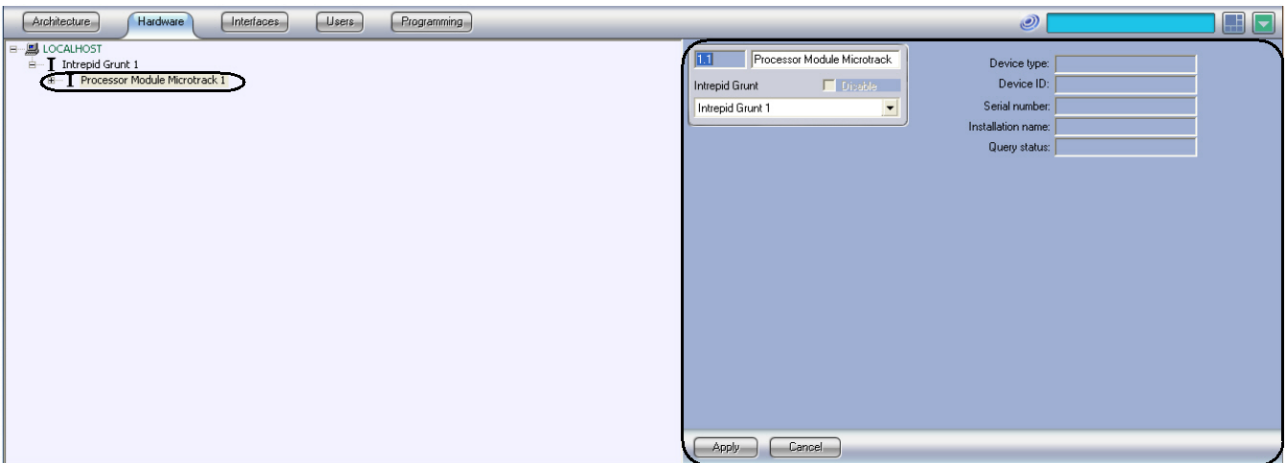 Architecture Hardware Interfaces Users Programming
LOCALHOST
Intrepid Grunt 1
Processor Module Microtrack 1
1.1 Processor Module Microtrack
Intrepid Grunt Disable
Intrepid Grunt 1
Device type:
Device ID:
Serial number:
Installation name:
Query status:
Apply Cancel